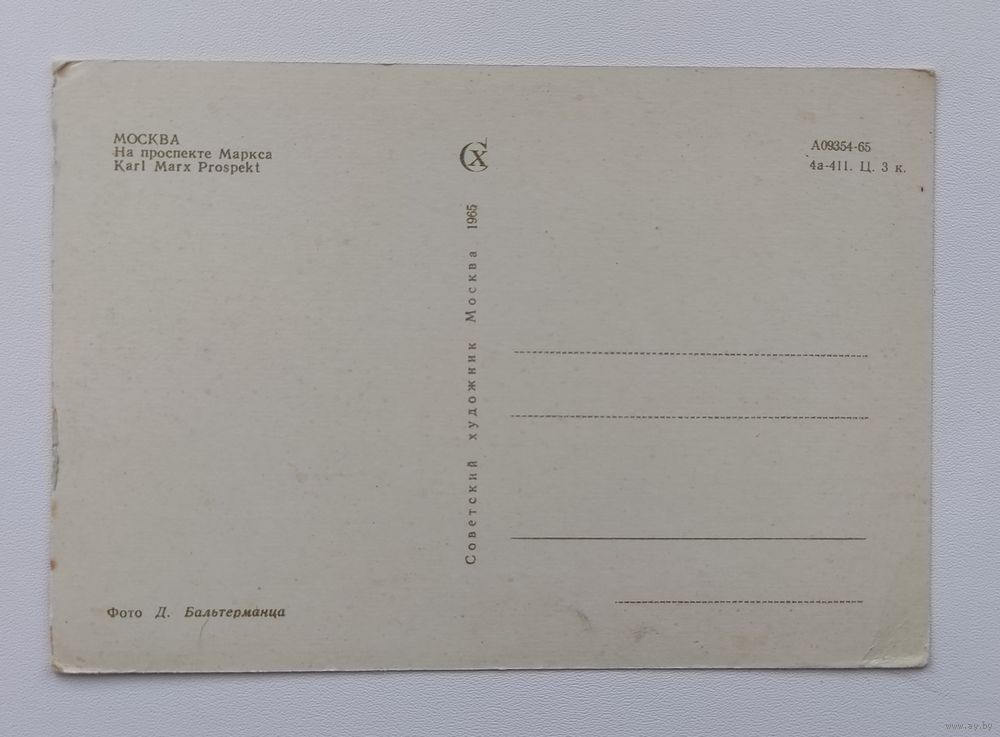 МОСКВА
На проспекте Маркса
Karl Marx Prospekt
СХ
А09354-65
4а-411. Ц. 3 к.
Советский художник Москва 1965
Фото Д. Бальтерманца
www.ay.by